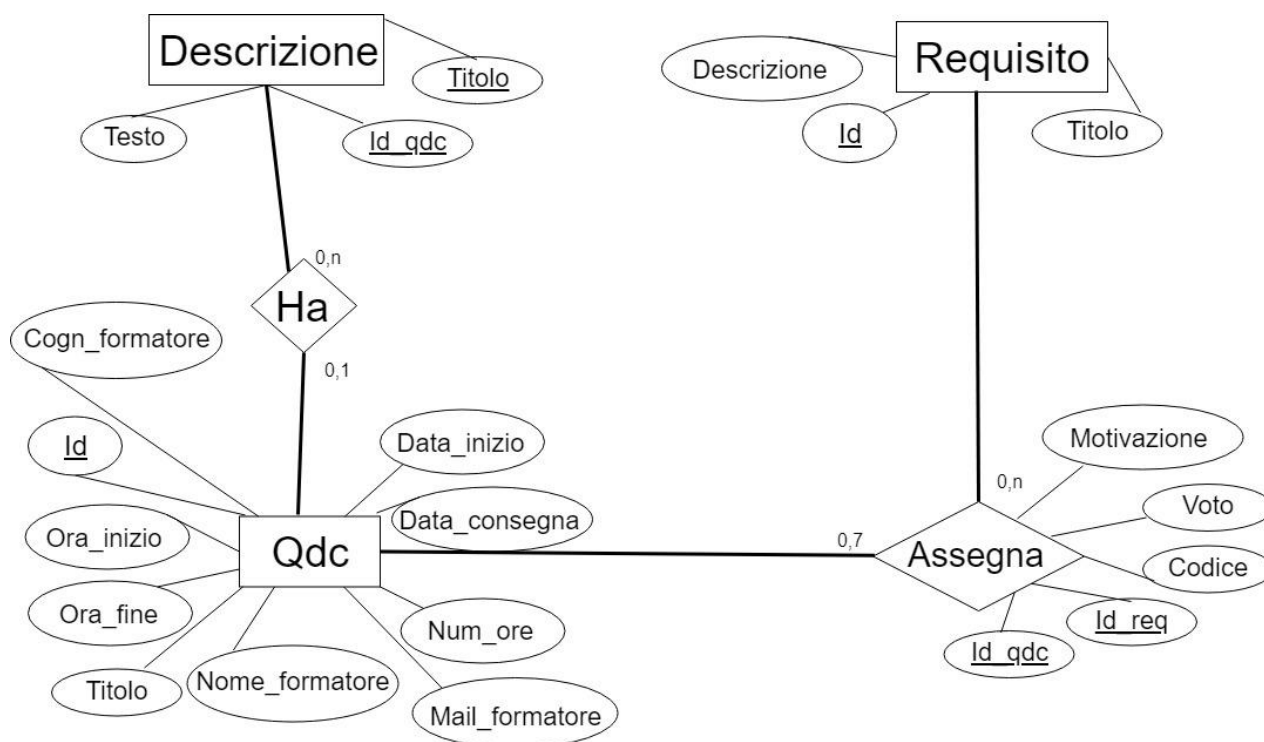 Descrizione
Titolo
Testo
Id_qdc
Requisito
Descrizione
Id
Titolo
0,n
Ha
0,1
Cogn_formatore
Id
Ora_inizio
Ora_fine
Titolo
Nome_formatore
Mail_formatore
Num_ore
Data_inizio
Data_consegna
Qdc
0,7
0,n
Assegna
Motivazione
Voto
Codice
Id_req
Id_qdc